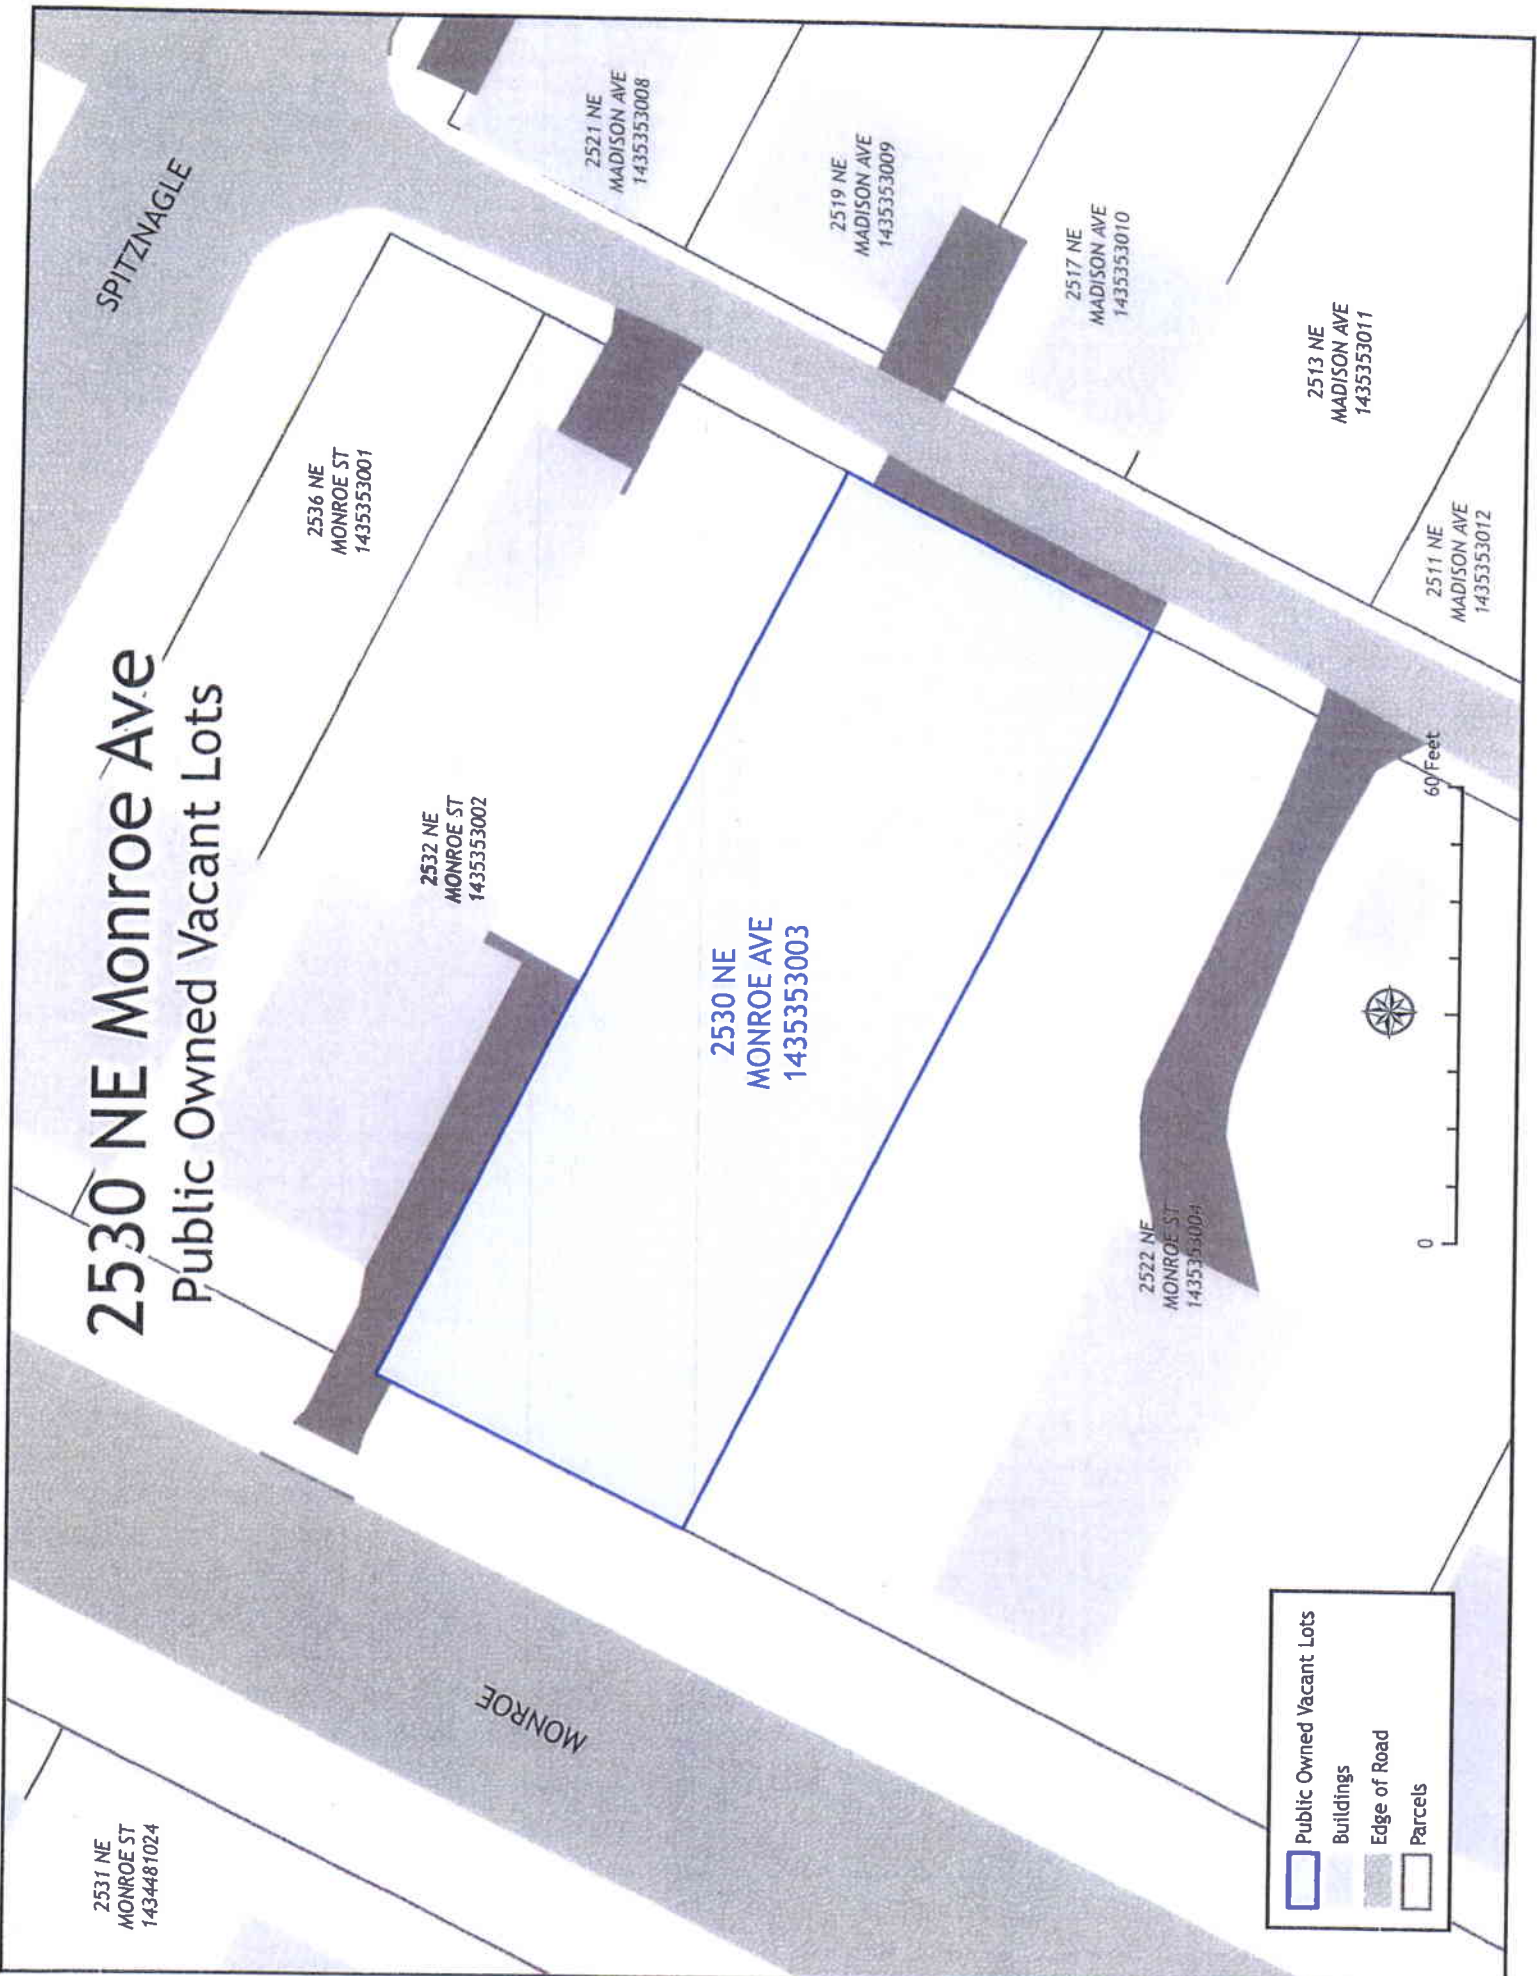 2530 NE Monroe Ave
Public Owned Vacant Lots
SPITZNAGLE
2531 NE
MONROE ST
1434481024
MONROE
2536 NE
MONROE ST
1435353001
2532 NE
MONROE ST
1435353002
2530 NE
MONROE AVE
1435353003
2522 NE
MONROE ST
1435353004
2521 NE
MADISON AVE
1435353008
2519 NE
MADISON AVE
1435353009
2517 NE
MADISON AVE
1435353010
2513 NE
MADISON AVE
1435353011
2511 NE
MADISON AVE
1435353012
0 60 Feet
Public Owned Vacant Lots
Buildings
Edge of Road
Parcels